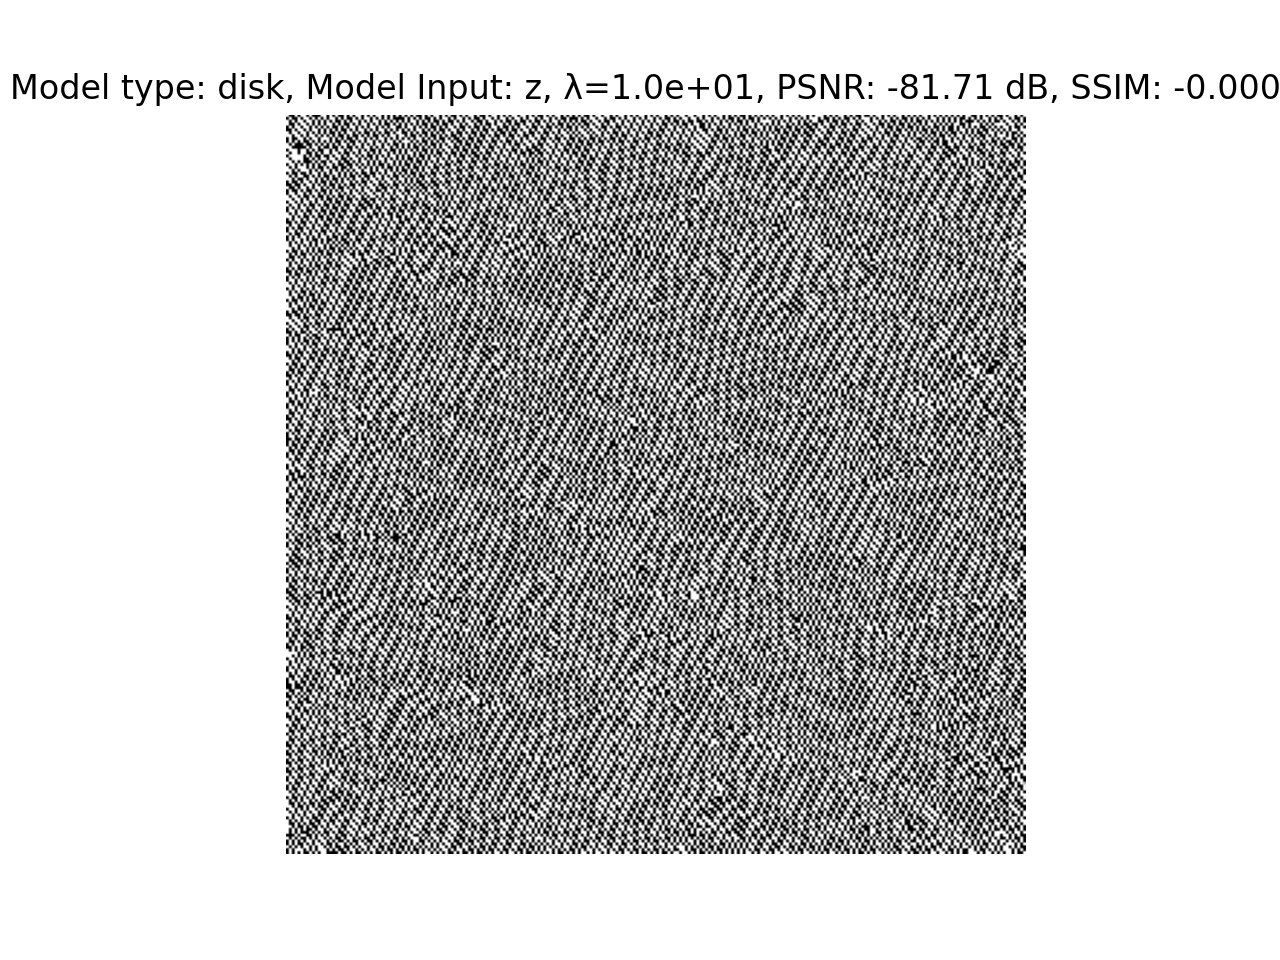 Model type: disk, Model Input: z, λ=1.0e+01, PSNR: -81.71 dB, SSIM: -0.000